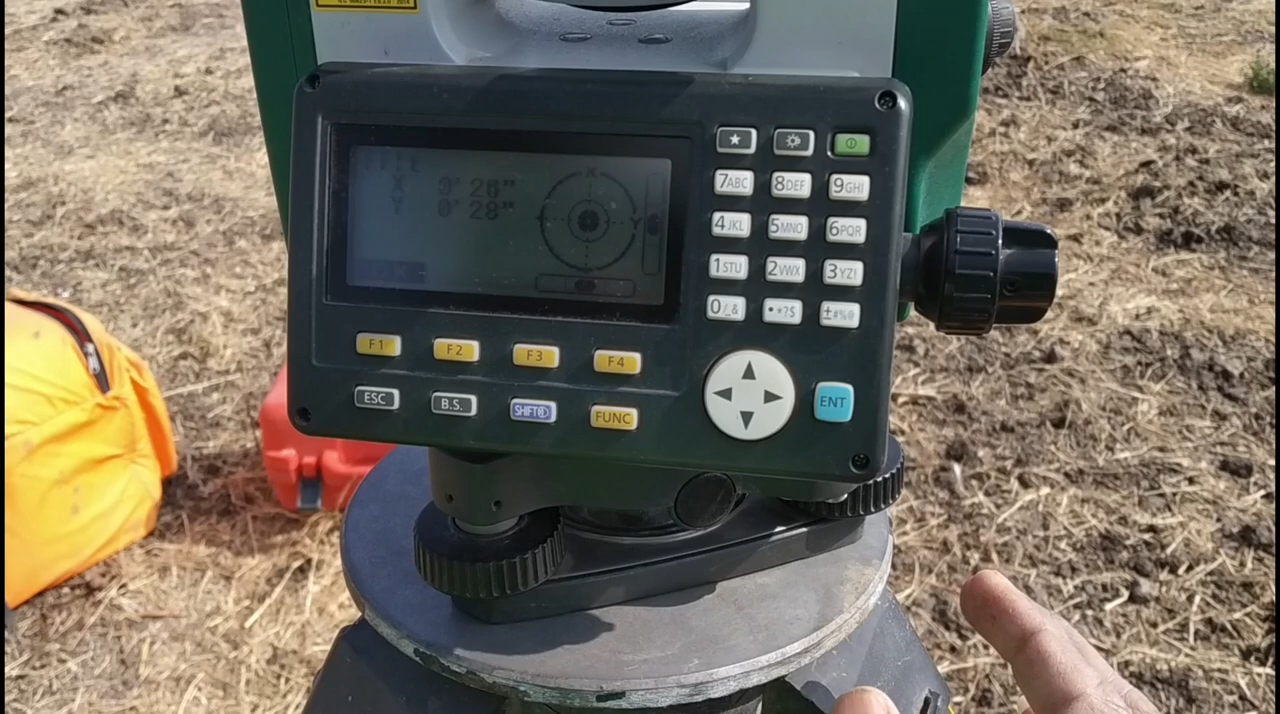 X 0' 26"
Y 0' 28"
X
Y
7ABC 8DEF 9GHI
4JKL 5MNO 6PQR
1STU 2VWX 3YZ!
0/_& •*?$ ±#%@
F1 F2 F3 F4
ESC B.S. SHIFT FUNC
ENT